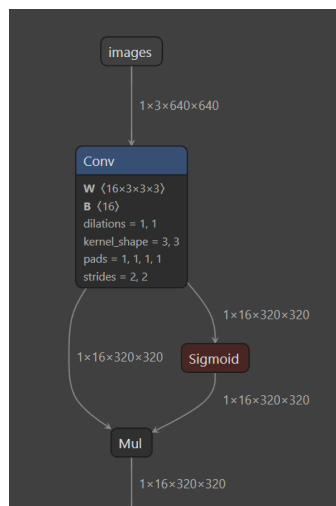 images
1×3×640×640
Conv
W 〈16×3×3×3〉
B 〈16〉
dilations = 1, 1
kernel_shape = 3, 3
pads = 1, 1, 1, 1
strides = 2, 2
1×16×320×320
1×16×320×320
Sigmoid
1×16×320×320
Mul
1×16×320×320